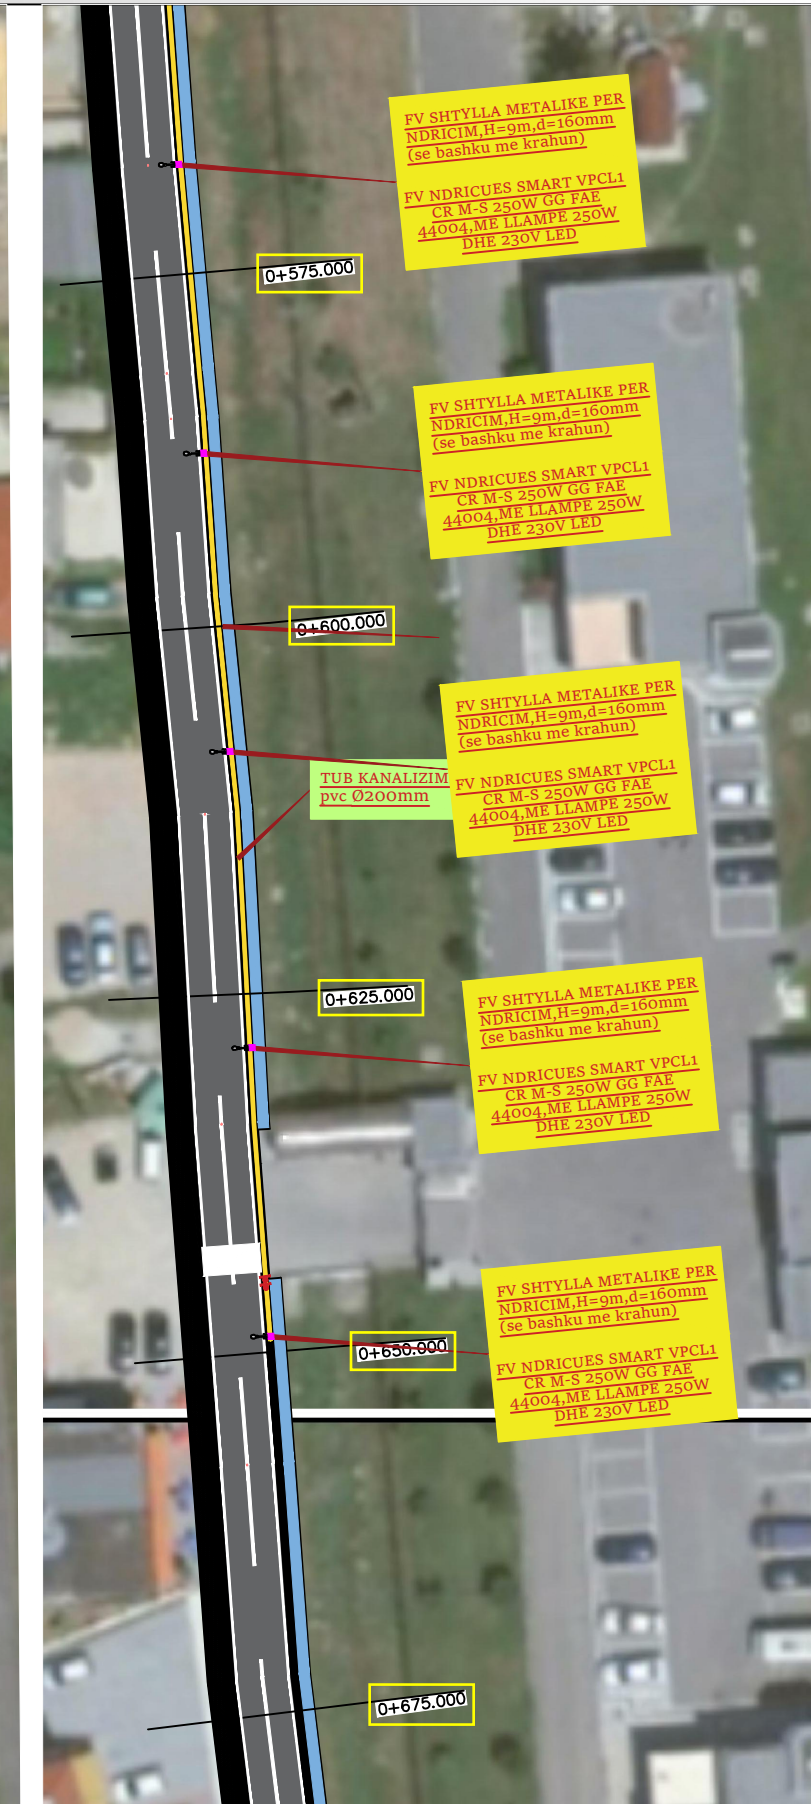 FV SHTYLLA METALIKE PER
NDRICIM,H=9m,d=160mm
(se bashku me krahun)
FV NDRICUES SMART VPCL1
CR M-S 250W GG FAE
44004,ME LLAMPE 250W
DHE 230V LED
0+575.000
FV SHTYLLA METALIKE PER
NDRICIM,H=9m,d=160mm
(se bashku me krahun)
FV NDRICUES SMART VPCL1
CR M-S 250W GG FAE
44004,ME LLAMPE 250W
DHE 230V LED
0+600.000
FV SHTYLLA METALIKE PER
NDRICIM,H=9m,d=160mm
(se bashku me krahun)
FV NDRICUES SMART VPCL1
CR M-S 250W GG FAE
44004,ME LLAMPE 250W
DHE 230V LED
TUB KANALIZIM
pvc Ø200mm
0+625.000
FV SHTYLLA METALIKE PER
NDRICIM,H=9m,d=160mm
(se bashku me krahun)
FV NDRICUES SMART VPCL1
CR M-S 250W GG FAE
44004,ME LLAMPE 250W
DHE 230V LED
FV SHTYLLA METALIKE PER
NDRICIM,H=9m,d=160mm
(se bashku me krahun)
FV NDRICUES SMART VPCL1
CR M-S 250W GG FAE
44004,ME LLAMPE 250W
DHE 230V LED
0+650.000
0+675.000